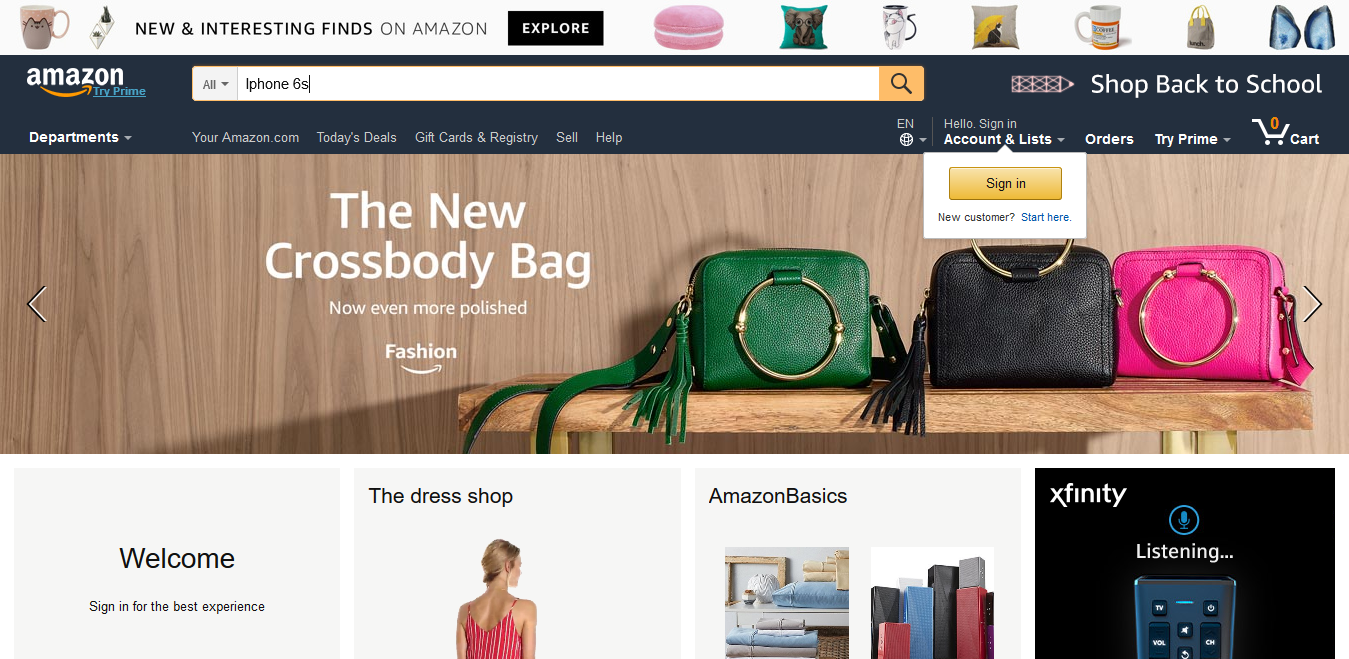 NEW & INTERESTING FINDS ON AMAZON
EXPLORE
COFFEE
lunch.
amazon
Try Prime
All
Iphone 6s
Shop Back to School
Departments
Your Amazon.com
Today's Deals
Gift Cards & Registry
Sell
Help
EN
Hello. Sign in
Account & Lists
Orders
Try Prime
0
Cart
Sign in
New customer? Start here.
The New
Crossbody Bag
Now even more polished
Fashion
Welcome
Sign in for the best experience
The dress shop
AmazonBasics
xfinity
Listening...
TV
VOL
CH